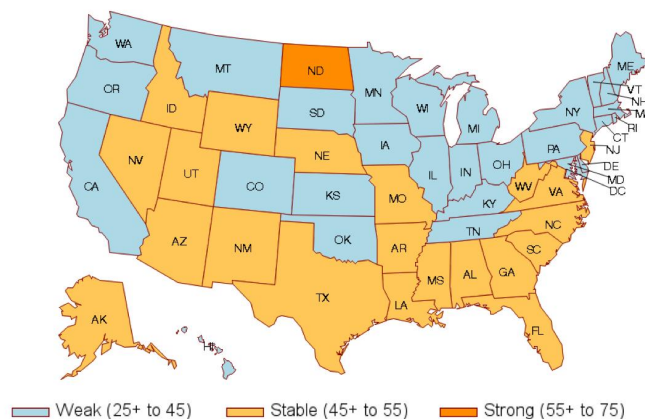 WA
MT
ND
MN
ME
VT
NH
OR
ID
SD
WI
NY
MA
WY
MI
RI
CT
IA
PA
NJ
NV
NE
OH
DE
UT
IL
IN
MD
CA
CO
WV
VA
DC
KS
MO
KY
NC
TN
AZ
NM
OK
AR
SC
MS
AL
GA
TX
LA
AK
FL
HI
Weak (25+ to 45) Stable (45+ to 55) Strong (55+ to 75)